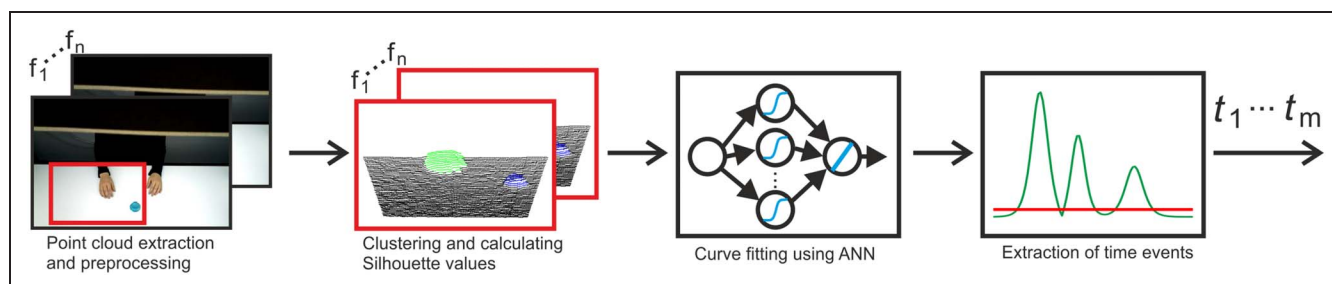 f1 ..... fn
Point cloud extraction
and preprocessing
f1 ..... fn
Clustering and calculating
Silhouette values
Curve fitting using ANN
Extraction of time events
t1 ... tm